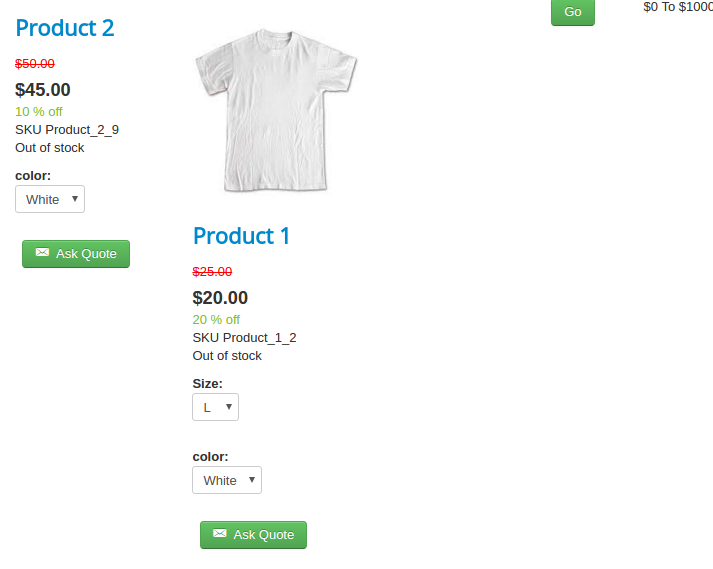 Product 2
$50.00
$45.00
10 % off
SKU Product_2_9
Out of stock
color:
White
Ask Quote
Product 1
$25.00
$20.00
20 % off
SKU Product_1_2
Out of stock
Size:
L
color:
White
Ask Quote
Go
$0 To $1000